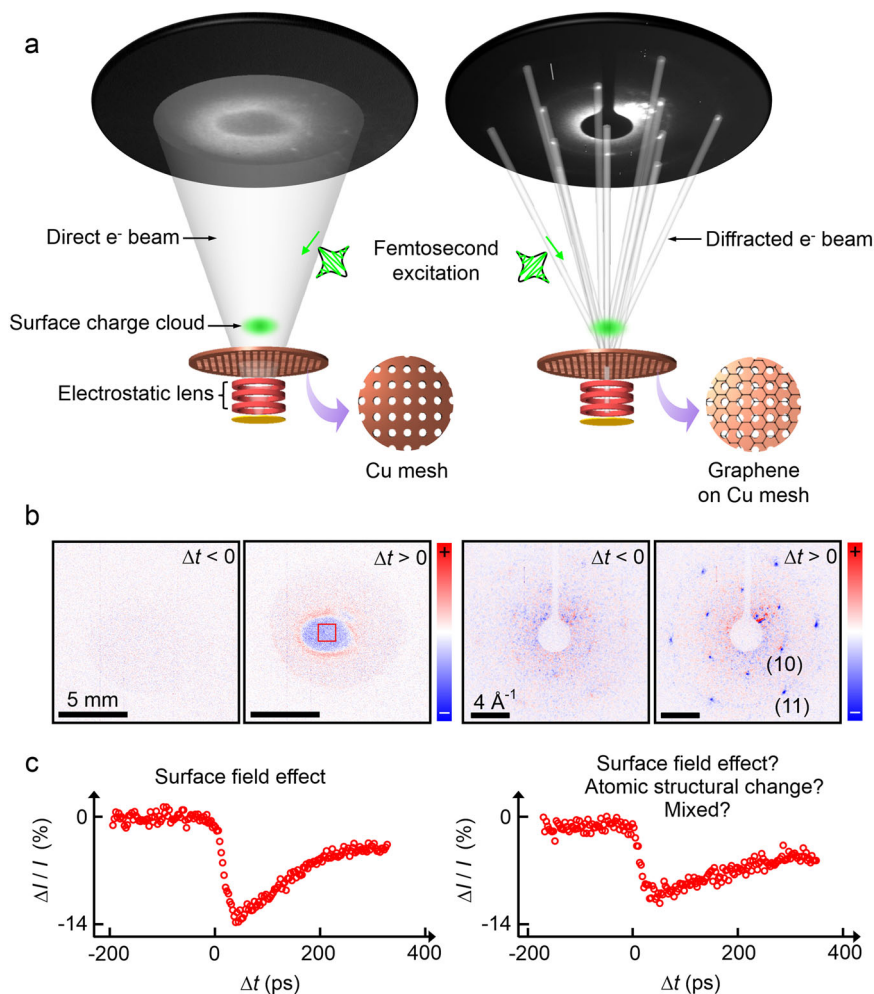 a
Direct e⁻ beam
Femtosecond
excitation
Diffracted e⁻ beam
Surface charge cloud
Electrostatic lens
Cu mesh
Graphene
on Cu mesh
b
Δt < 0
Δt > 0
+
−
5 mm
Δt < 0
Δt > 0
+
−
4 Å⁻¹
(10)
(11)
c
Surface field effect
0
-14
ΔI / I (%)
-200
0
200
400
Δt (ps)
Surface field effect?
Atomic structural change?
Mixed?
0
-14
ΔI / I (%)
-200
0
200
400
Δt (ps)